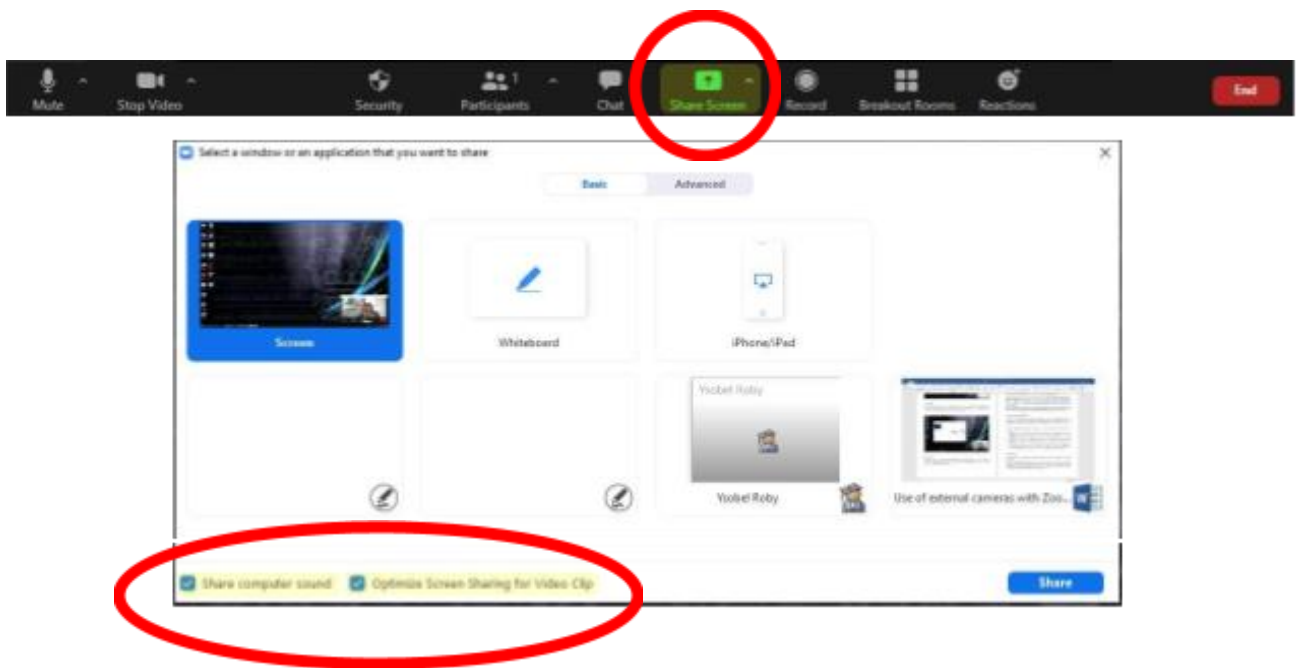 1
Mute Stop Video Security Participants Chat Share Screen Record Breakout Rooms Reactions End
Select a window or an application that you want to share
Basic Advanced
Screen Whiteboard iPhone/iPad
Ysobel Roby
Ysobel Roby Use of external cameras with Zoo...
Share computer sound Optimize Screen Sharing for Video Clip Share